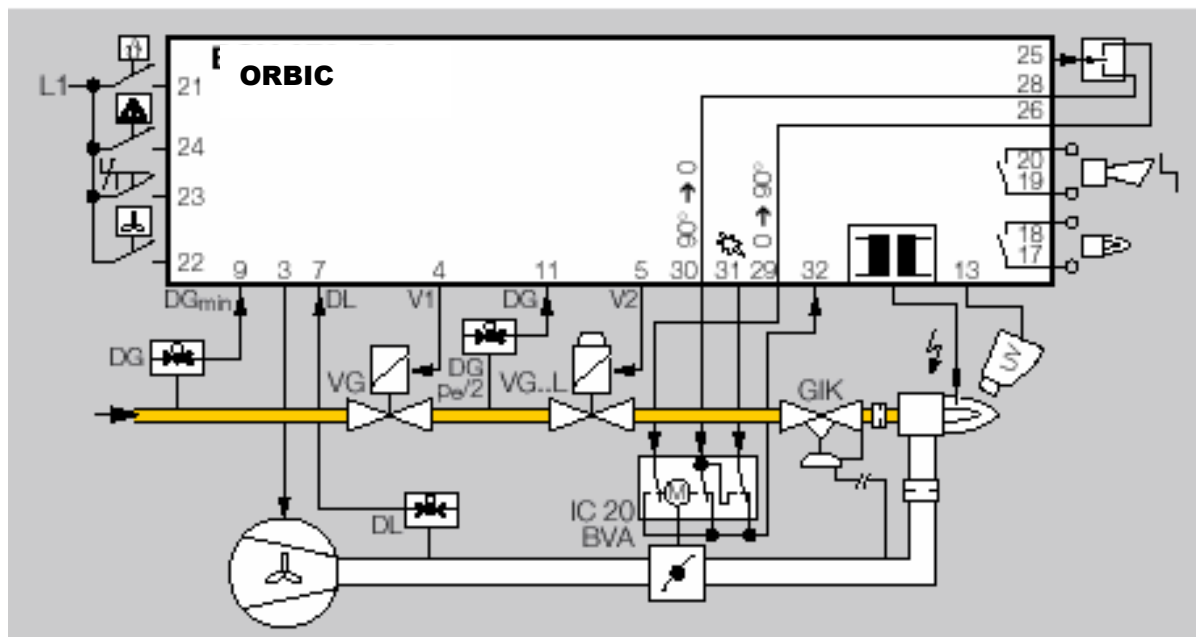 ORBIC
25
28
26
L1
21
24
23
22
20
19
18
17
90° ➔ 0
0 ➔ 90°
9 3 7 4 11 5 30 31 29 32 13
DGmin DL V1 DG V2
DG
VG
DG
pe/2
VG..L
GIK
UV
M
IC 20
BVA
DL